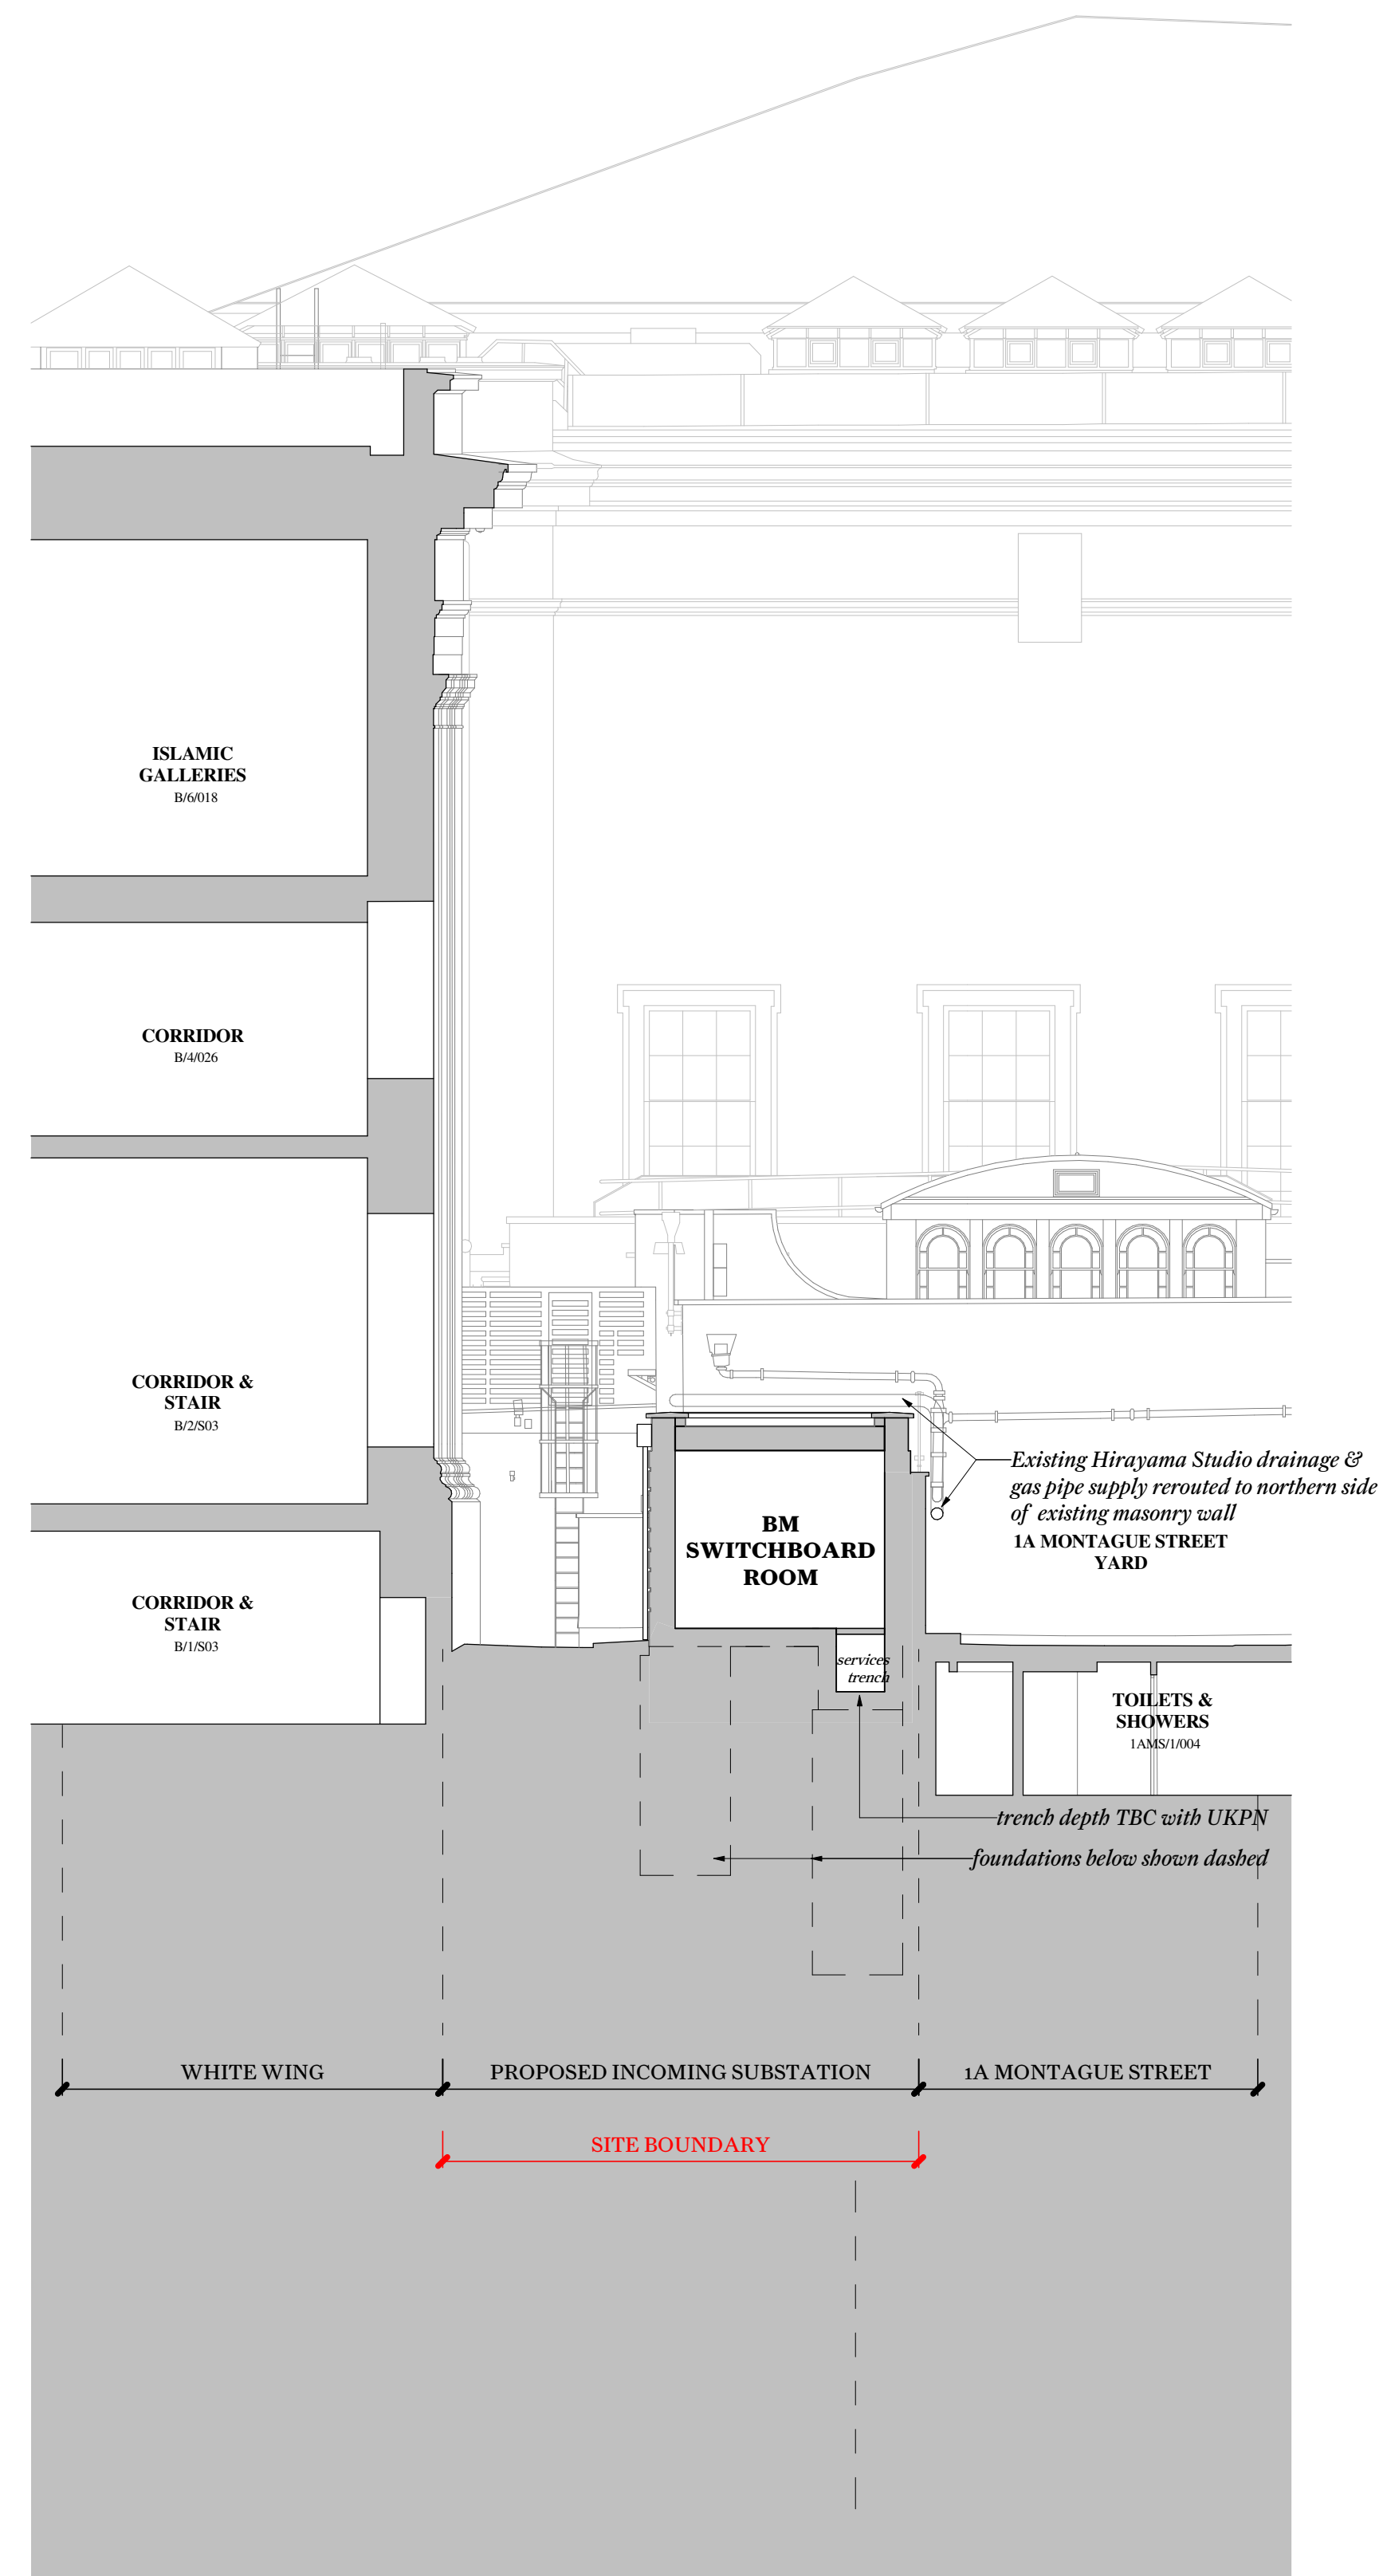 ISLAMIC
GALLERIES
B/6/018
CORRIDOR
B/4/026
CORRIDOR &
STAIR
B/2/S03
Existing Hirayama Studio drainage &
gas pipe supply rerouted to northern side
of existing masonry wall
1A MONTAGUE STREET
YARD
BM
SWITCHBOARD
ROOM
CORRIDOR &
STAIR
B/1/S03
services
trench
TOILETS &
SHOWERS
1AMS/1/004
trench depth TBC with UKPN
foundations below shown dashed
WHITE WING
PROPOSED INCOMING SUBSTATION
1A MONTAGUE STREET
SITE BOUNDARY